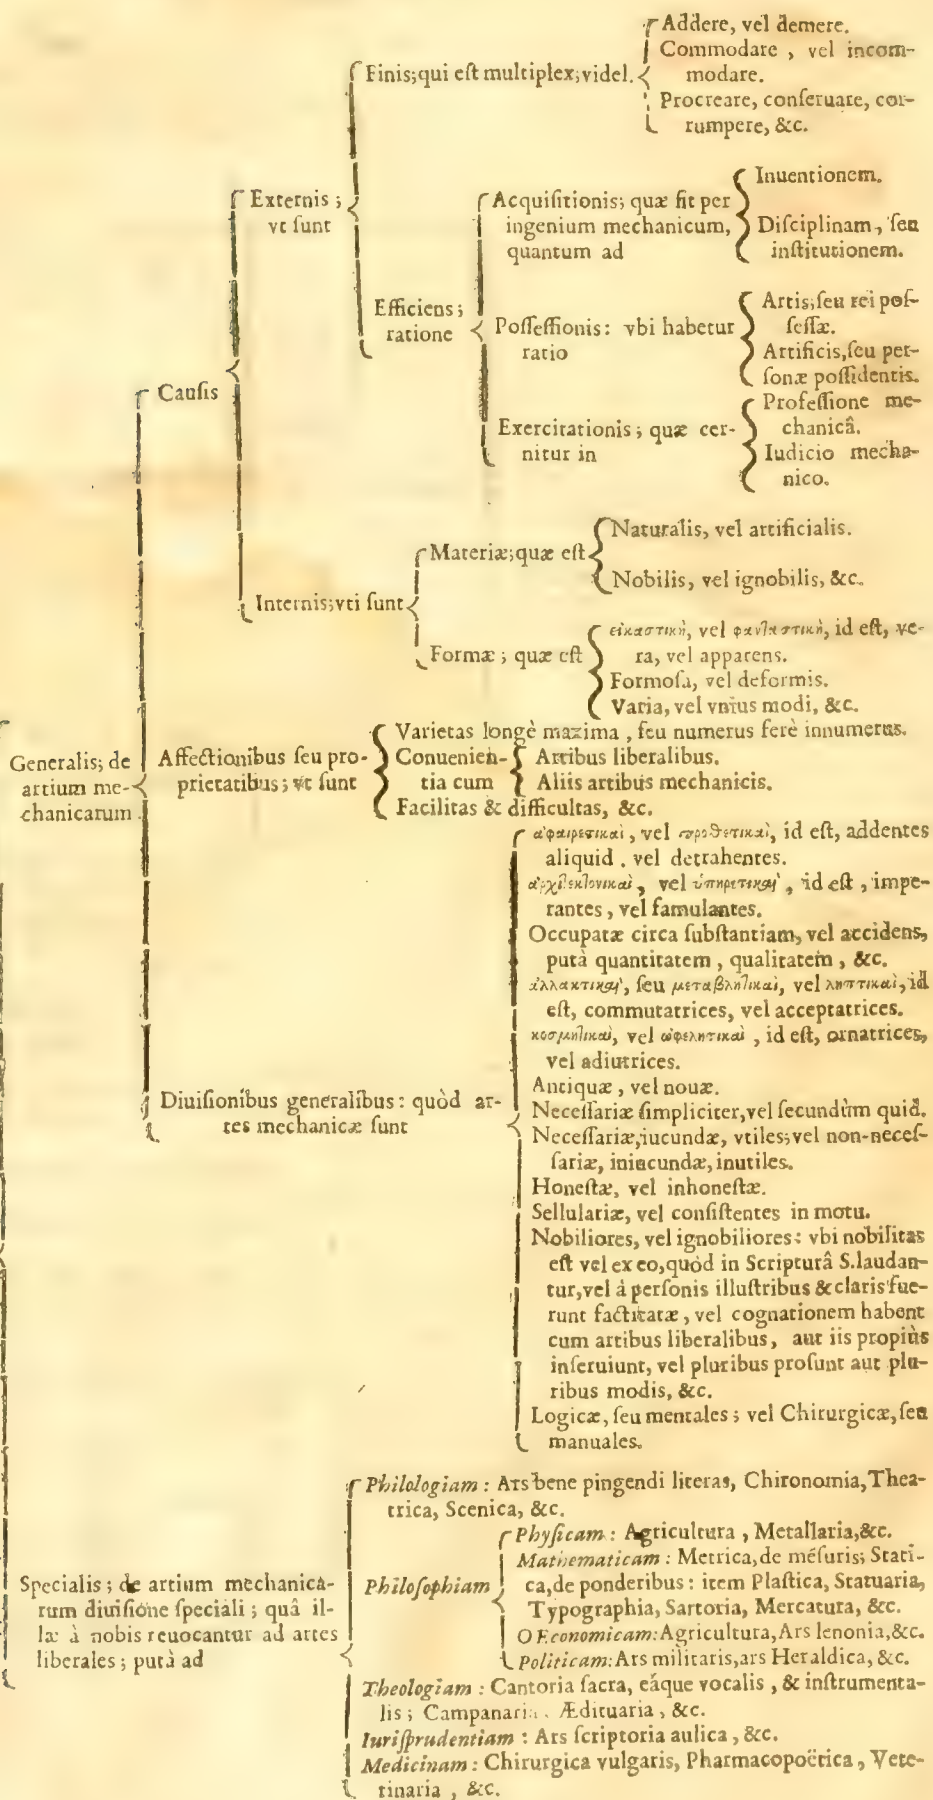 Addere, vel demere.
Commodare, vel incom-
modare.
Finis; qui est multiplex; videl.
Procreare, conseruare, cor-
rumpere, &c.
Externis;
vt sunt
Efficiens;
ratione
Acquisitionis; quæ fit per
ingenium mechanicum,
quantum ad
Inuentionem.
Disciplinam, seu
institutionem.
Possessionis: vbi habetur
ratio
Artis; seu rei pos-
sessæ.
Artificis, seu per-
sonæ possidentis.
Exercitationis; quæ cer-
nitur in
Professione me-
chanicâ.
Iudicio mecha-
nico.
Causis
Internis; vti sunt
Materiæ; quæ est
Naturalis, vel artificialis.
Nobilis, vel ignobilis, &c.
Formæ; quæ est
εἰκαστικὴ, vel φανταστικὴ, id est, ve-
ra, vel apparens.
Formosa, vel deformis.
Varia, vel vnius modi, &c.
Generalis; de
artium me-
chanicarum
Affectionibus seu pro-
prietatibus; vt sunt
Varietas longè maxima, seu numerus ferè innumerus.
Conuenien-
tia cum
Artibus liberalibus.
Aliis artibus mechanicis.
Facilitas & difficultas, &c.
Diuisionibus generalibus: quòd ar-
tes mechanicæ sunt
ἀφαιρετικαὶ, vel προσθετικαὶ, id est, addentes
aliquid, vel detrahentes.
ἀρχιτεκτονικαὶ, vel ὑπηρετικαὶ, id est, impe-
rantes, vel famulantes.
Occupatæ circa substantiam, vel accidens,
putà quantitatem, qualitatem, &c.
ἀλλακτικαὶ, seu μεταβλητικαὶ, vel ληπτικαὶ, id
est, commutatrices, vel acceptatrices.
κοσμητικαὶ, vel ὠφελητικαὶ, id est, ornatrices,
vel adiutrices.
Antiquæ, vel nouæ.
Necessariæ simpliciter, vel secundùm quid.
Necessariæ, iucundæ, vtiles; vel non-neces-
sariæ, iniucundæ, inutiles.
Honestæ, vel inhonestæ.
Sellulariæ, vel consistentes in motu.
Nobiliores, vel ignobiliores: vbi nobilitas
est vel ex eo, quòd in Scripturâ S. laudan-
tur, vel à personis illustribus & claris fue-
runt factitatæ, vel cognationem habent
cum artibus liberalibus, aut iis propiùs
inseruiunt, vel pluribus prosunt aut plu-
ribus modis, &c.
Logicæ, seu mentales; vel Chirurgicæ, seu
manuales.
Specialis; de artium mechanica-
rum diuisione speciali; quâ il-
læ à nobis reuocantur ad artes
liberales; putà ad
Philologiam: Ars bene pingendi literas, Chironomia, Thea-
trica, Scenica, &c.
Philosophiam
Physicam: Agricultura, Metallaria, &c.
Mathematicam: Metrica, de mésuris; Stati-
ca, de ponderibus: item Plastica, Statuaria,
Typographia, Sartoria, Mercatura, &c.
OEconomicam: Agricultura, Ars lenonia, &c.
Politicam: Ars militaris, ars Heraldica, &c.
Theologiam: Cantoria sacra, eáque vocalis, & instrumenta-
lis; Campanaria, Ædituaria, &c.
Iurisprudentiam: Ars scriptoria aulica, &c.
Medicinam: Chirurgica vulgaris, Pharmacopoëtica, Vete-
rinaria, &c.